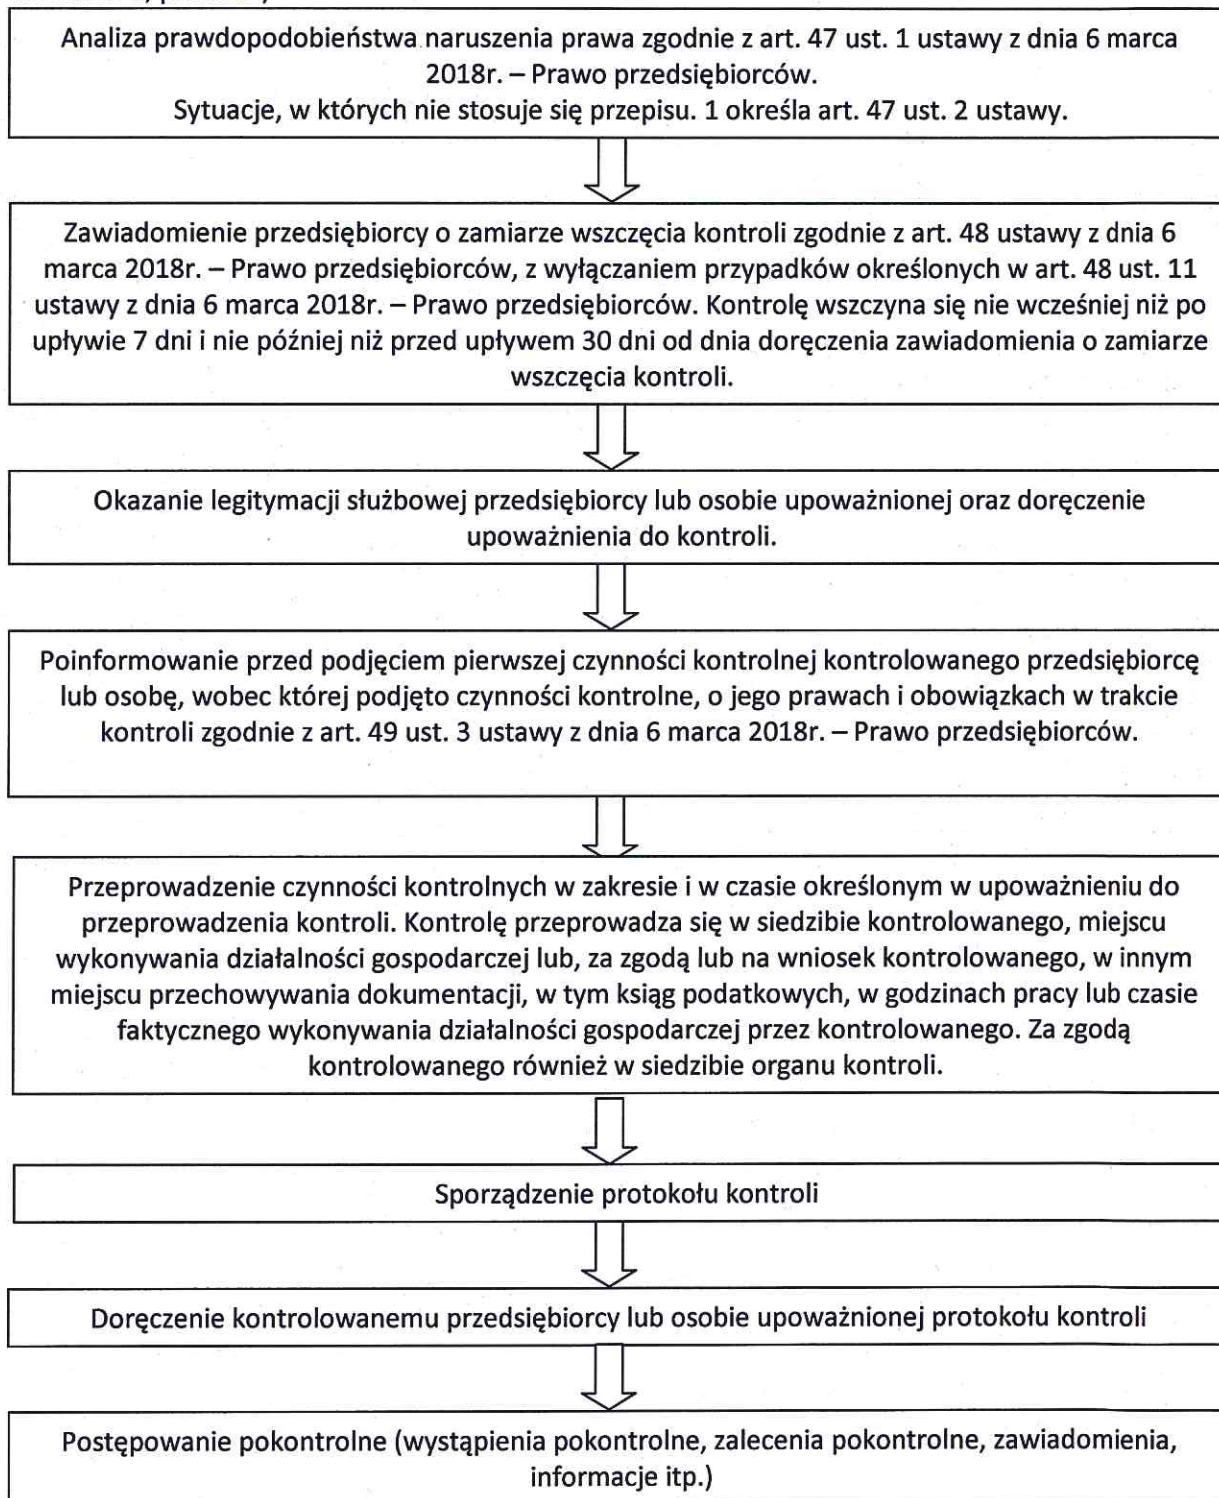 Analiza prawdopodobieństwa naruszenia prawa zgodnie z art. 47 ust. 1 ustawy z dnia 6 marca
2018r. – Prawo przedsiębiorców.
Sytuacje, w których nie stosuje się przepisu. 1 określa art. 47 ust. 2 ustawy.
Zawiadomienie przedsiębiorcy o zamiarze wszczęcia kontroli zgodnie z art. 48 ustawy z dnia 6
marca 2018r. – Prawo przedsiębiorców, z wyłączaniem przypadków określonych w art. 48 ust. 11
ustawy z dnia 6 marca 2018r. – Prawo przedsiębiorców. Kontrolę wszczyna się nie wcześniej niż po
upływie 7 dni i nie później niż przed upływem 30 dni od dnia doręczenia zawiadomienia o zamiarze
wszczęcia kontroli.
Okazanie legitymacji służbowej przedsiębiorcy lub osobie upoważnionej oraz doręczenie
upoważnienia do kontroli.
Poinformowanie przed podjęciem pierwszej czynności kontrolnej kontrolowanego przedsiębiorcę
lub osobę, wobec której podjęto czynności kontrolne, o jego prawach i obowiązkach w trakcie
kontroli zgodnie z art. 49 ust. 3 ustawy z dnia 6 marca 2018r. – Prawo przedsiębiorców.
Przeprowadzenie czynności kontrolnych w zakresie i w czasie określonym w upoważnieniu do
przeprowadzenia kontroli. Kontrolę przeprowadza się w siedzibie kontrolowanego, miejscu
wykonywania działalności gospodarczej lub, za zgodą lub na wniosek kontrolowanego, w innym
miejscu przechowywania dokumentacji, w tym ksiąg podatkowych, w godzinach pracy lub czasie
faktycznego wykonywania działalności gospodarczej przez kontrolowanego. Za zgodą
kontrolowanego również w siedzibie organu kontroli.
Sporządzenie protokołu kontroli
Doręczenie kontrolowanemu przedsiębiorcy lub osobie upoważnionej protokołu kontroli
Postępowanie pokontrolne (wystąpienia pokontrolne, zalecenia pokontrolne, zawiadomienia,
informacje itp.)